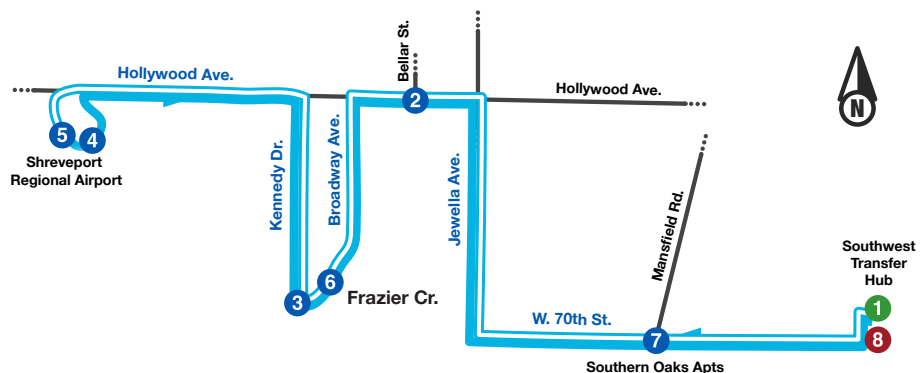 Bellar St.
Hollywood Ave.
2
Hollywood Ave.
N
5
4
Shreveport
Regional Airport
Kennedy Dr.
Broadway Ave.
Jewella Ave.
Mansfield Rd.
Southwest
Transfer
Hub
6
3
Frazier Cr.
1
W. 70th St.
7
8
Southern Oaks Apts